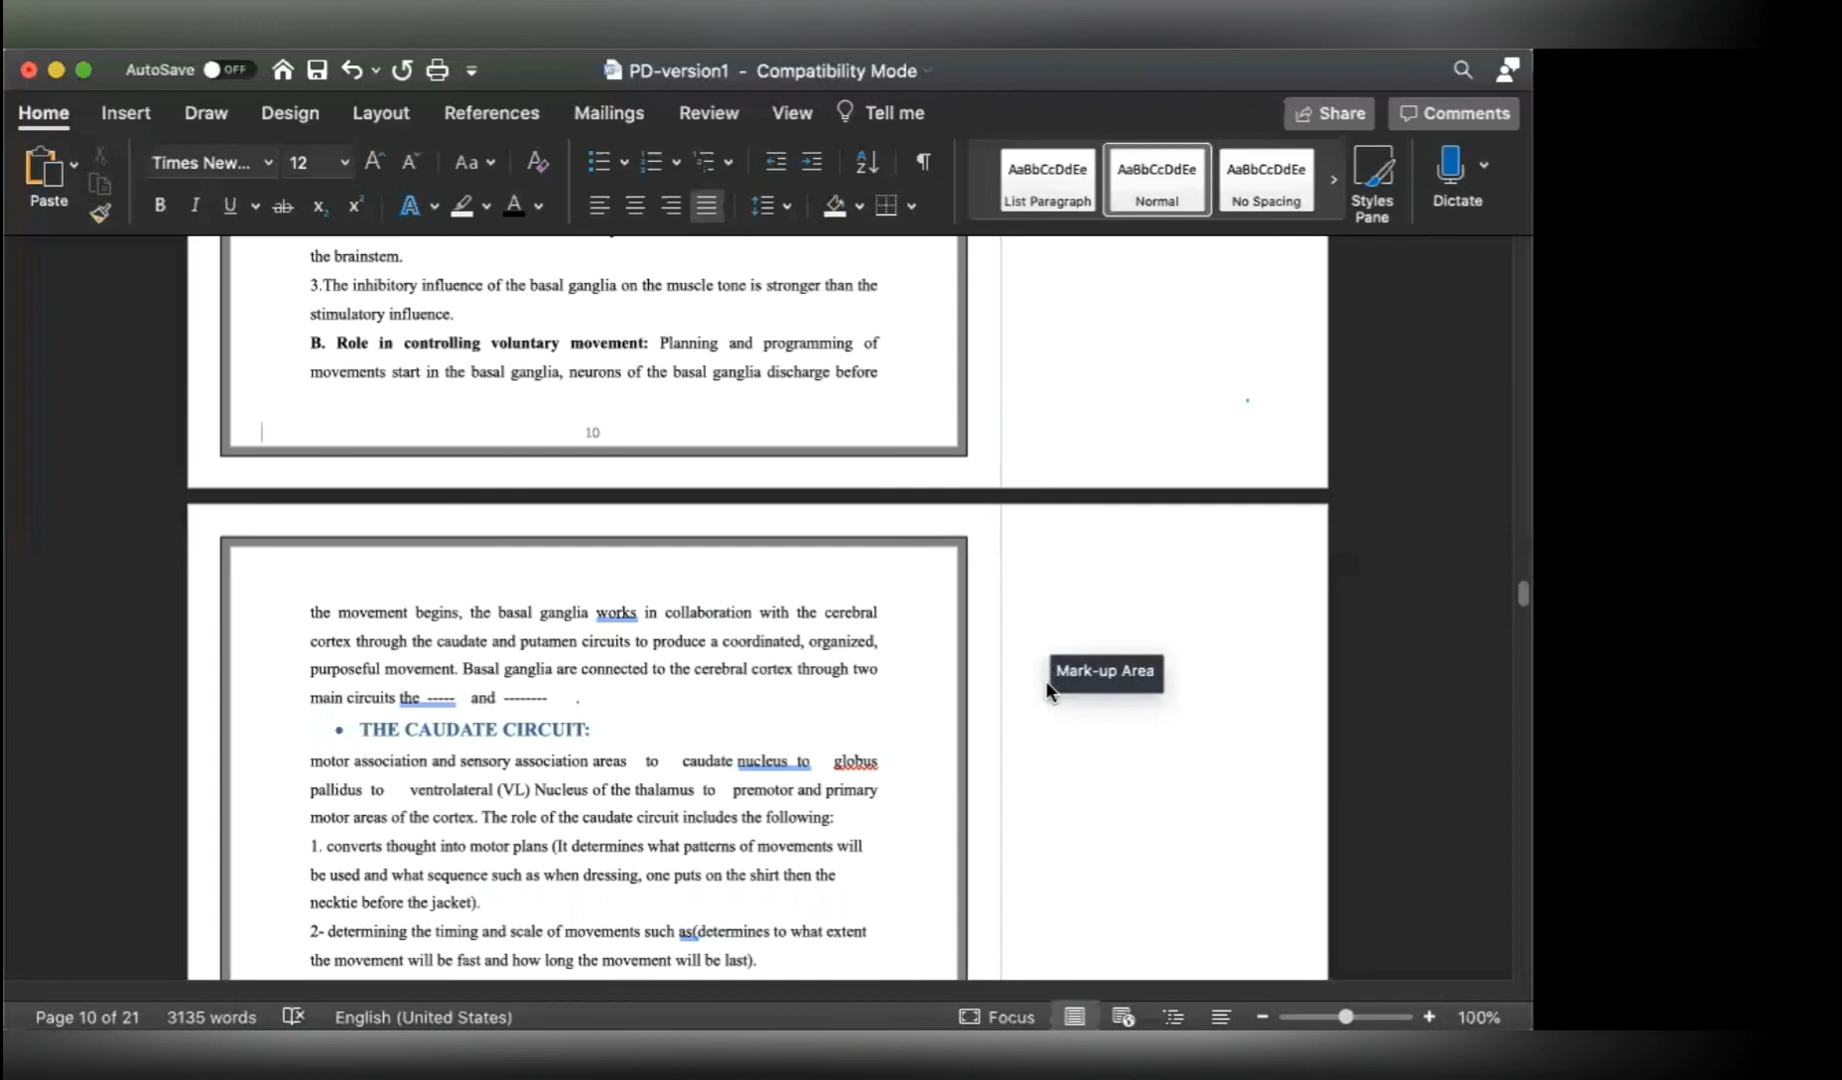 AutoSave OFF PD-version1 - Compatibility Mode
Home Insert Draw Design Layout References Mailings Review View Tell me Share Comments
Paste Times New... 12 Aa AaBbCcDdEe AaBbCcDdEe AaBbCcDdEe
B I U ab x2 x2 A A List Paragraph Normal No Spacing Styles Pane Dictate
the brainstem.
3.The inhibitory influence of the basal ganglia on the muscle tone is stronger than the
stimulatory influence.
B. Role in controlling voluntary movement: Planning and programming of
movements start in the basal ganglia, neurons of the basal ganglia discharge before
10
the movement begins, the basal ganglia works in collaboration with the cerebral
cortex through the caudate and putamen circuits to produce a coordinated, organized,
purposeful movement. Basal ganglia are connected to the cerebral cortex through two
main circuits the ----- and -------- .
Mark-up Area
• THE CAUDATE CIRCUIT:
motor association and sensory association areas to caudate nucleus to globus
pallidus to ventrolateral (VL) Nucleus of the thalamus to premotor and primary
motor areas of the cortex. The role of the caudate circuit includes the following:
1. converts thought into motor plans (It determines what patterns of movements will
be used and what sequence such as when dressing, one puts on the shirt then the
necktie before the jacket).
2- determining the timing and scale of movements such as(determines to what extent
the movement will be fast and how long the movement will be last).
Page 10 of 21 3135 words English (United States) Focus 100%